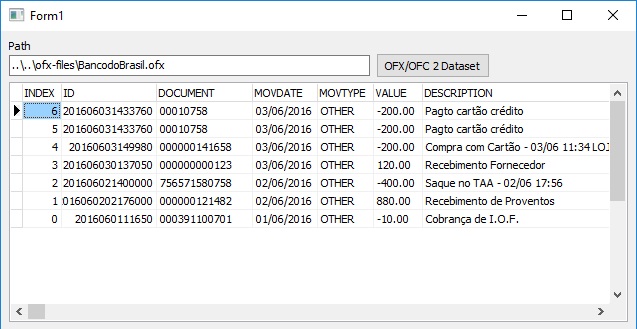 Form1
Path
..\..\ofx-files\BancodoBrasil.ofx OFX/OFC 2 Dataset
INDEX ID DOCUMENT MOVDATE MOVTYPE VALUE DESCRIPTION
6 201606031433760 00010758 03/06/2016 OTHER -200.00 Pagto cartão crédito
5 201606031433760 00010758 03/06/2016 OTHER -200.00 Pagto cartão crédito
4 20160603149980 000000141658 03/06/2016 OTHER -200.00 Compra com Cartão - 03/06 11:34 LOJ
3 201606030137050 000000000123 03/06/2016 OTHER 120.00 Recebimento Fornecedor
2 201606021400000 756571580758 02/06/2016 OTHER -400.00 Saque no TAA - 02/06 17:56
1 016060202176000 000000121482 02/06/2016 OTHER 880.00 Recebimento de Proventos
0 2016060111650 000391100701 01/06/2016 OTHER -10.00 Cobrança de I.O.F.